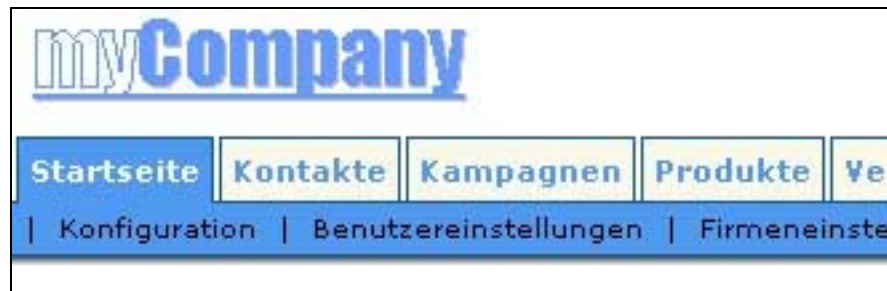 myCompany
Startseite Kontakte Kampagnen Produkte
| Konfiguration | Benutzereinstellungen |